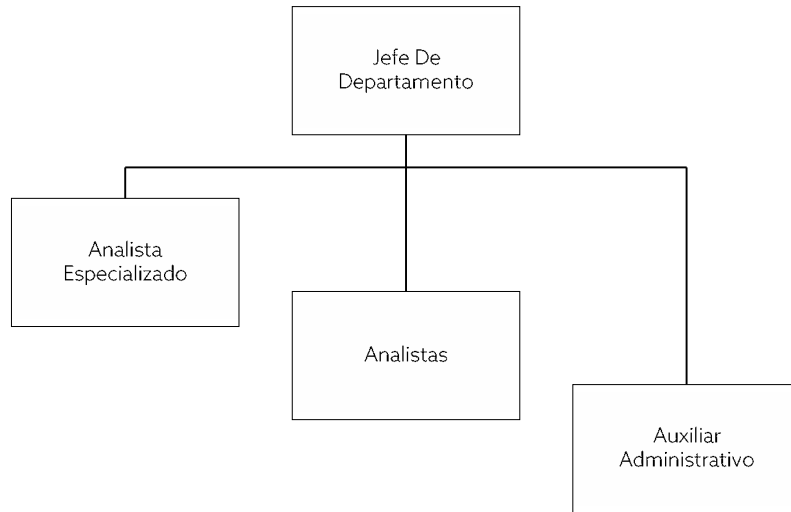 Jefe De
Departamento
Analista
Especializado
Analistas
Auxiliar
Administrativo